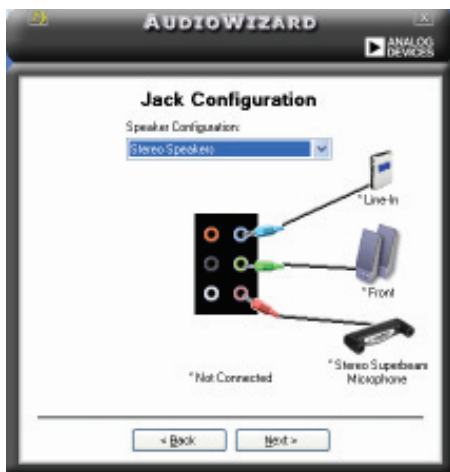 AUDIOWIZARD
ANALOG
DEVICES
Jack Configuration
Speaker Configuration:
Stereo Speakers
*Line-In
*Front
*Stereo Superbeam
Microphone
*Not Connected
< Back
Next >